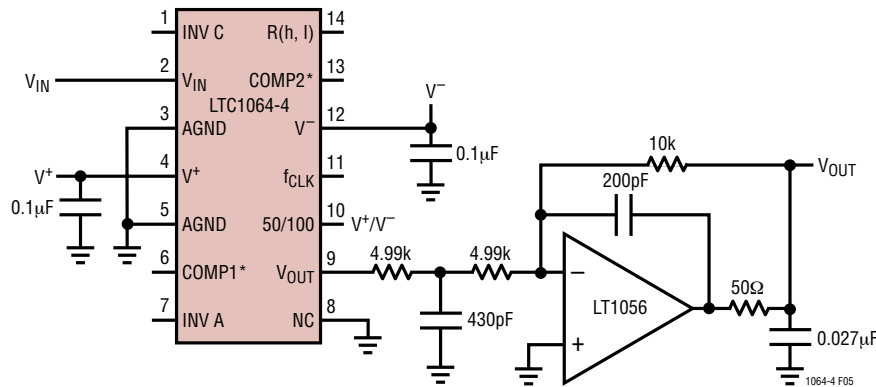 1
INV C
R(h, I)
14
V_IN
2
V_IN
COMP2*
13
V⁻
LTC1064-4
3
AGND
V⁻
12
0.1µF
10k
V_OUT
V⁺
4
V⁺
f_CLK
11
200pF
0.1µF
5
AGND
50/100
10
V⁺/V⁻
6
COMP1*
V_OUT
9
4.99k
4.99k
−
LT1056
50Ω
430pF
+
0.027µF
7
INV A
NC
8
1064-4 F05